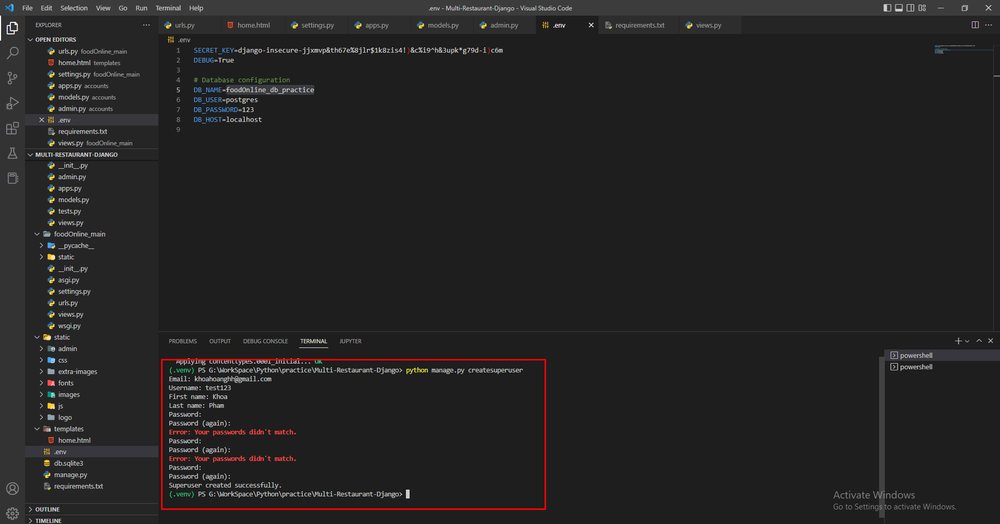 File Edit Selection View Go Run Terminal Help
.env - Multi-Restaurant-Django - Visual Studio Code
EXPLORER
OPEN EDITORS
urls.py foodOnline_main
home.html templates
settings.py foodOnline_main
apps.py accounts
models.py accounts
admin.py accounts
.env
requirements.txt
views.py foodOnline_main
MULTI-RESTAURANT-DJANGO
__init__.py
admin.py
apps.py
models.py
tests.py
views.py
foodOnline_main
__pycache__
static
__init__.py
asgi.py
settings.py
urls.py
views.py
wsgi.py
static
admin
css
extra-images
fonts
images
js
logo
templates
home.html
.env
db.sqlite3
manage.py
requirements.txt
OUTLINE
TIMELINE
urls.py home.html settings.py apps.py models.py admin.py .env requirements.txt views.py
.env
1 SECRET_KEY=django-insecure-jjxmvp&th67e%8jlr$1k8zis4!)&c%i9^h&3upk*g79d-i)c6m
2 DEBUG=True
3
4 # Database configuration
5 DB_NAME=foodOnline_db_practice
6 DB_USER=postgres
7 DB_PASSWORD=123
8 DB_HOST=localhost
9
PROBLEMS OUTPUT DEBUG CONSOLE TERMINAL JUPYTER
Applying contenttypes.0001_initial... OK
(.venv) PS G:\WorkSpace\Python\practice\Multi-Restaurant-Django> python manage.py createsuperuser
Email: khoahoanghh@gmail.com
Username: test123
First name: Khoa
Last name: Pham
Password:
Password (again):
Error: Your passwords didn't match.
Password:
Password (again):
Error: Your passwords didn't match.
Password:
Password (again):
Superuser created successfully.
(.venv) PS G:\WorkSpace\Python\practice\Multi-Restaurant-Django>
powershell
powershell
Activate Windows
Go to Settings to activate Windows.